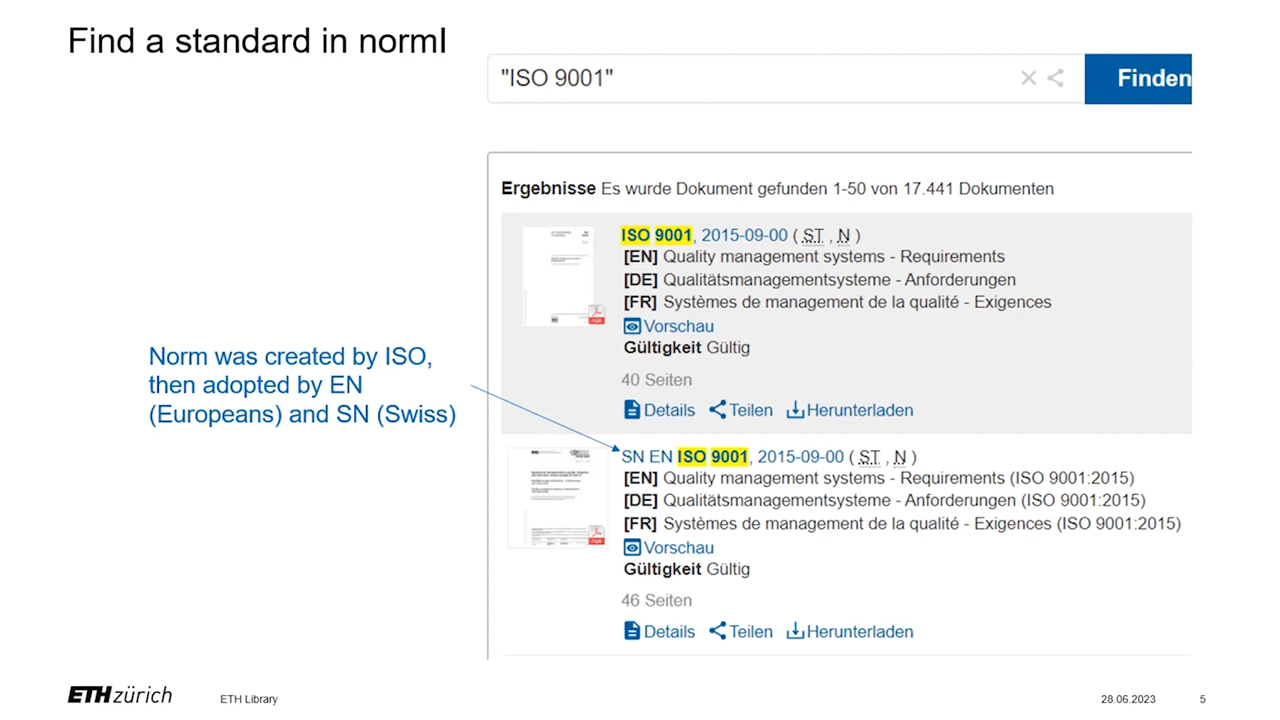 Find a standard in norml
"ISO 9001"
Finden
Ergebnisse Es wurde Dokument gefunden 1-50 von 17.441 Dokumenten
ISO 9001, 2015-09-00 ( ST , N )
[EN] Quality management systems - Requirements
[DE] Qualitätsmanagementsysteme - Anforderungen
[FR] Systèmes de management de la qualité - Exigences
Vorschau
Gültigkeit Gültig
40 Seiten
Details Teilen Herunterladen
Norm was created by ISO,
then adopted by EN
(Europeans) and SN (Swiss)
SN EN ISO 9001, 2015-09-00 ( ST , N )
[EN] Quality management systems - Requirements (ISO 9001:2015)
[DE] Qualitätsmanagementsysteme - Anforderungen (ISO 9001:2015)
[FR] Systèmes de management de la qualité - Exigences (ISO 9001:2015)
Vorschau
Gültigkeit Gültig
46 Seiten
Details Teilen Herunterladen
ETH zürich
ETH Library
28.06.2023
5